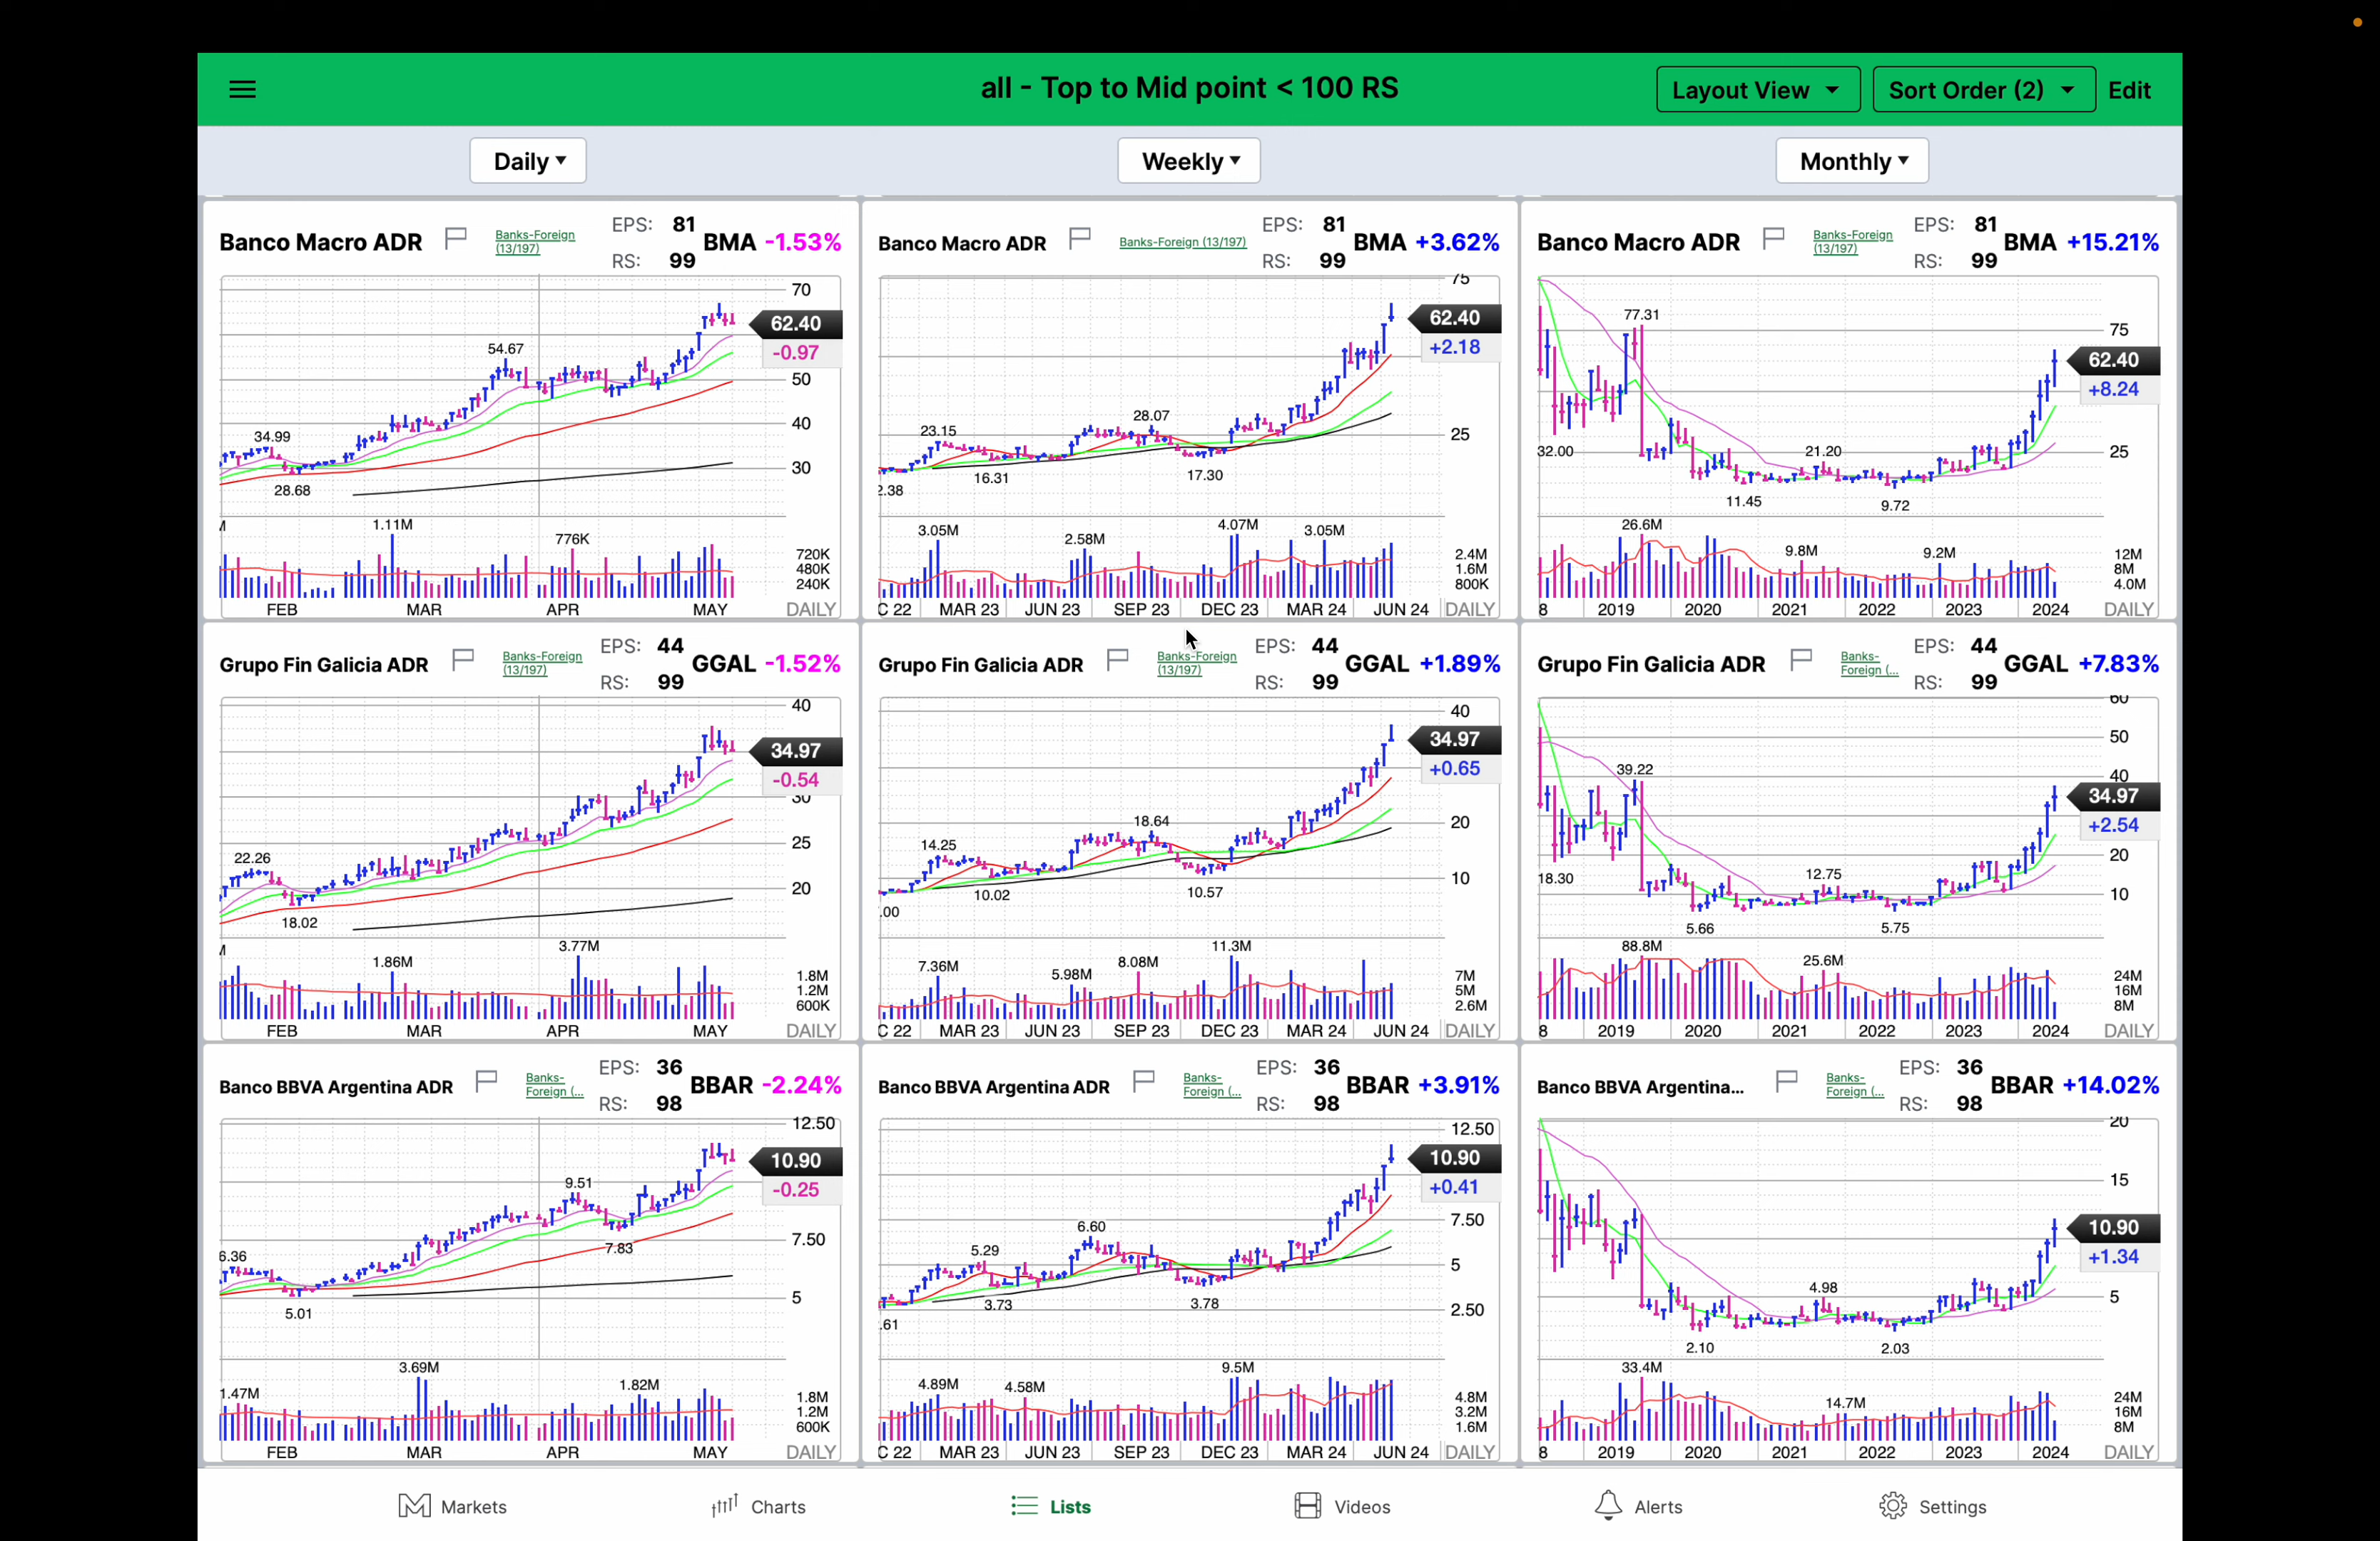 all - Top to Mid point < 100 RS
Layout View
Sort Order (2)
Edit
Daily
Weekly
Monthly
Banco Macro ADR
Banks-Foreign
(13/197)
EPS: 81
RS: 99
BMA -1.53%
70
62.40
-0.97
50
40
30
54.67
34.99
28.68
1.11M
776K
720K
480K
240K
FEB MAR APR MAY DAILY
Banco Macro ADR
Banks-Foreign (13/197)
EPS: 81
RS: 99
BMA +3.62%
75
62.40
+2.18
25
28.07
23.15
16.31
17.30
2.38
3.05M
2.58M
4.07M
3.05M
2.4M
1.6M
800K
C 22 MAR 23 JUN 23 SEP 23 DEC 23 MAR 24 JUN 24 DAILY
Banco Macro ADR
Banks-Foreign
(13/197)
EPS: 81
RS: 99
BMA +15.21%
77.31
75
62.40
+8.24
25
32.00
21.20
11.45
9.72
26.6M
9.8M
9.2M
12M
8M
4.0M
8 2019 2020 2021 2022 2023 2024 DAILY
Grupo Fin Galicia ADR
Banks-Foreign
(13/197)
EPS: 44
RS: 99
GGAL -1.52%
40
34.97
-0.54
30
25
20
22.26
18.02
3.77M
1.86M
1.8M
1.2M
600K
FEB MAR APR MAY DAILY
Grupo Fin Galicia ADR
Banks-Foreign
(13/197)
EPS: 44
RS: 99
GGAL +1.89%
40
34.97
+0.65
20
10
18.64
14.25
10.02
10.57
.00
11.3M
7.36M
5.98M
8.08M
7M
5M
2.6M
C 22 MAR 23 JUN 23 SEP 23 DEC 23 MAR 24 JUN 24 DAILY
Grupo Fin Galicia ADR
Banks-
Foreign (...
EPS: 44
RS: 99
GGAL +7.83%
60
50
40
34.97
+2.54
20
10
39.22
18.30
12.75
5.66
5.75
88.8M
25.6M
24M
16M
8M
8 2019 2020 2021 2022 2023 2024 DAILY
Banco BBVA Argentina ADR
Banks-
Foreign (...
EPS: 36
RS: 98
BBAR -2.24%
12.50
10.90
-0.25
7.50
5
9.51
7.83
6.36
5.01
3.69M
1.47M
1.82M
1.8M
1.2M
600K
FEB MAR APR MAY DAILY
Banco BBVA Argentina ADR
Banks-
Foreign (...
EPS: 36
RS: 98
BBAR +3.91%
12.50
10.90
+0.41
7.50
5
2.50
6.60
5.29
3.73
3.78
.61
9.5M
4.89M
4.58M
4.8M
3.2M
1.6M
C 22 MAR 23 JUN 23 SEP 23 DEC 23 MAR 24 JUN 24 DAILY
Banco BBVA Argentina...
Banks-
Foreign (...
EPS: 36
RS: 98
BBAR +14.02%
20
15
10.90
+1.34
5
4.98
2.10
2.03
33.4M
14.7M
24M
16M
8M
8 2019 2020 2021 2022 2023 2024 DAILY
Markets
Charts
Lists
Videos
Alerts
Settings